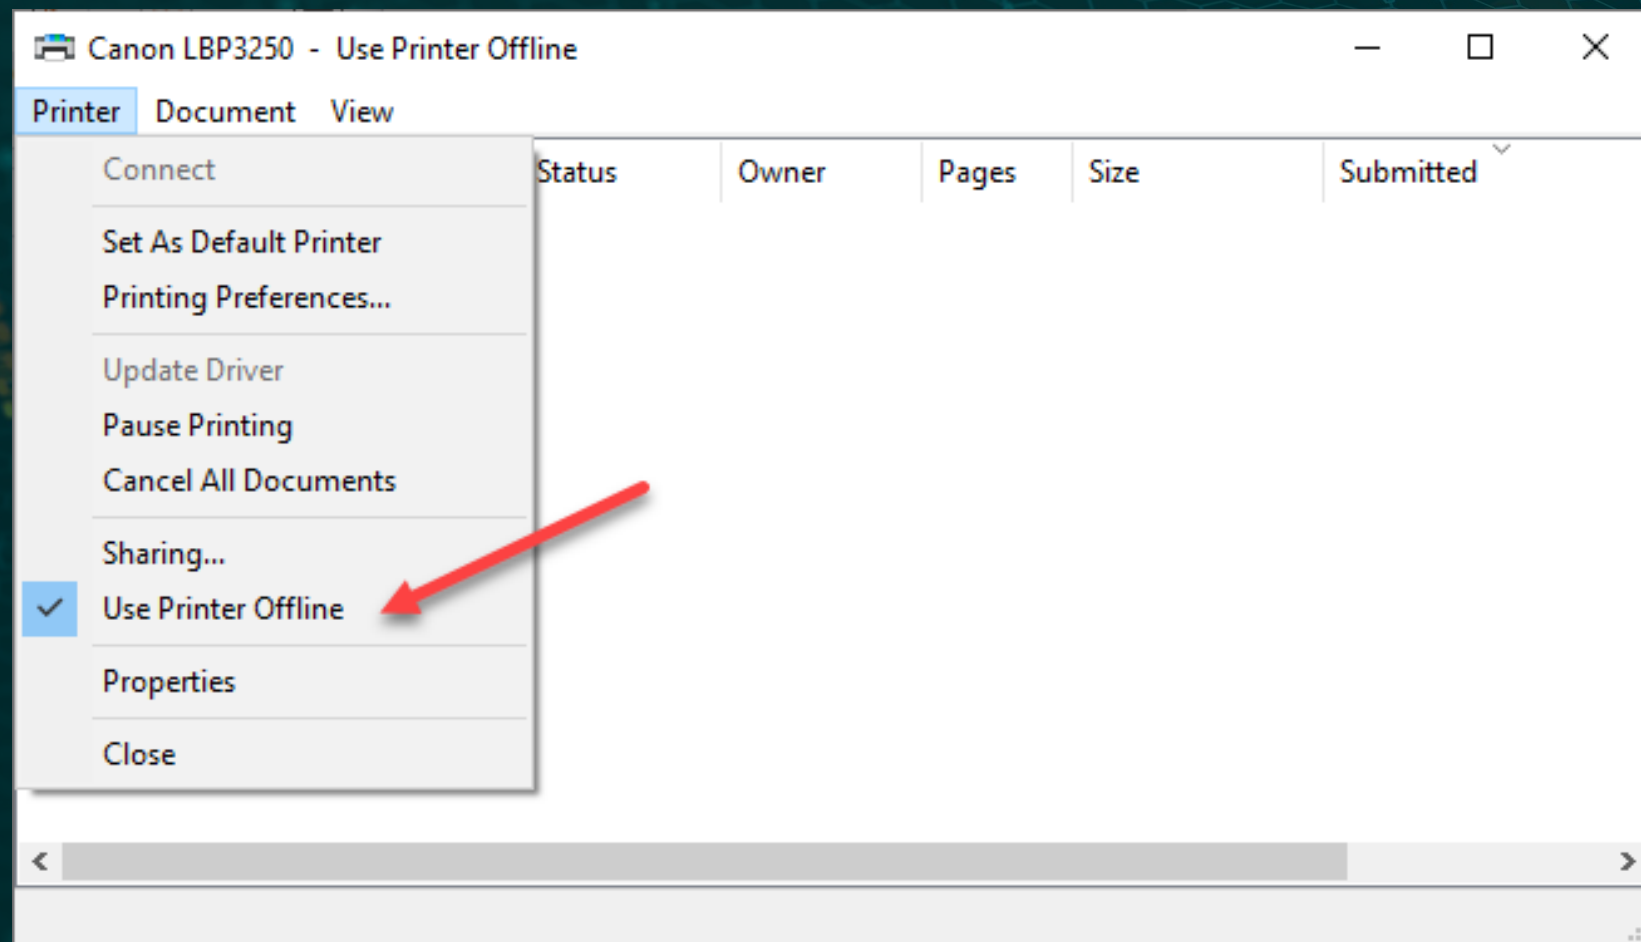 Canon LBP3250 - Use Printer Offline
Printer Document View
Status Owner Pages Size Submitted
Connect
Set As Default Printer
Printing Preferences...
Update Driver
Pause Printing
Cancel All Documents
Sharing...
Use Printer Offline
Properties
Close